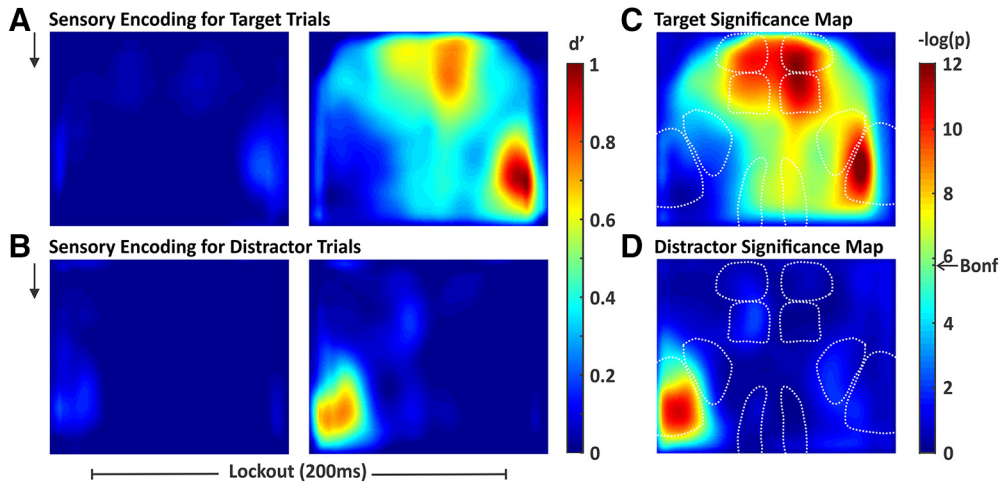 A Sensory Encoding for Target Trials
C Target Significance Map
d’
-log(p)
1
0.8
0.6
0.4
0.2
0
12
10
8
6
4
2
0
Bonf
B Sensory Encoding for Distractor Trials
D Distractor Significance Map
Lockout (200ms)